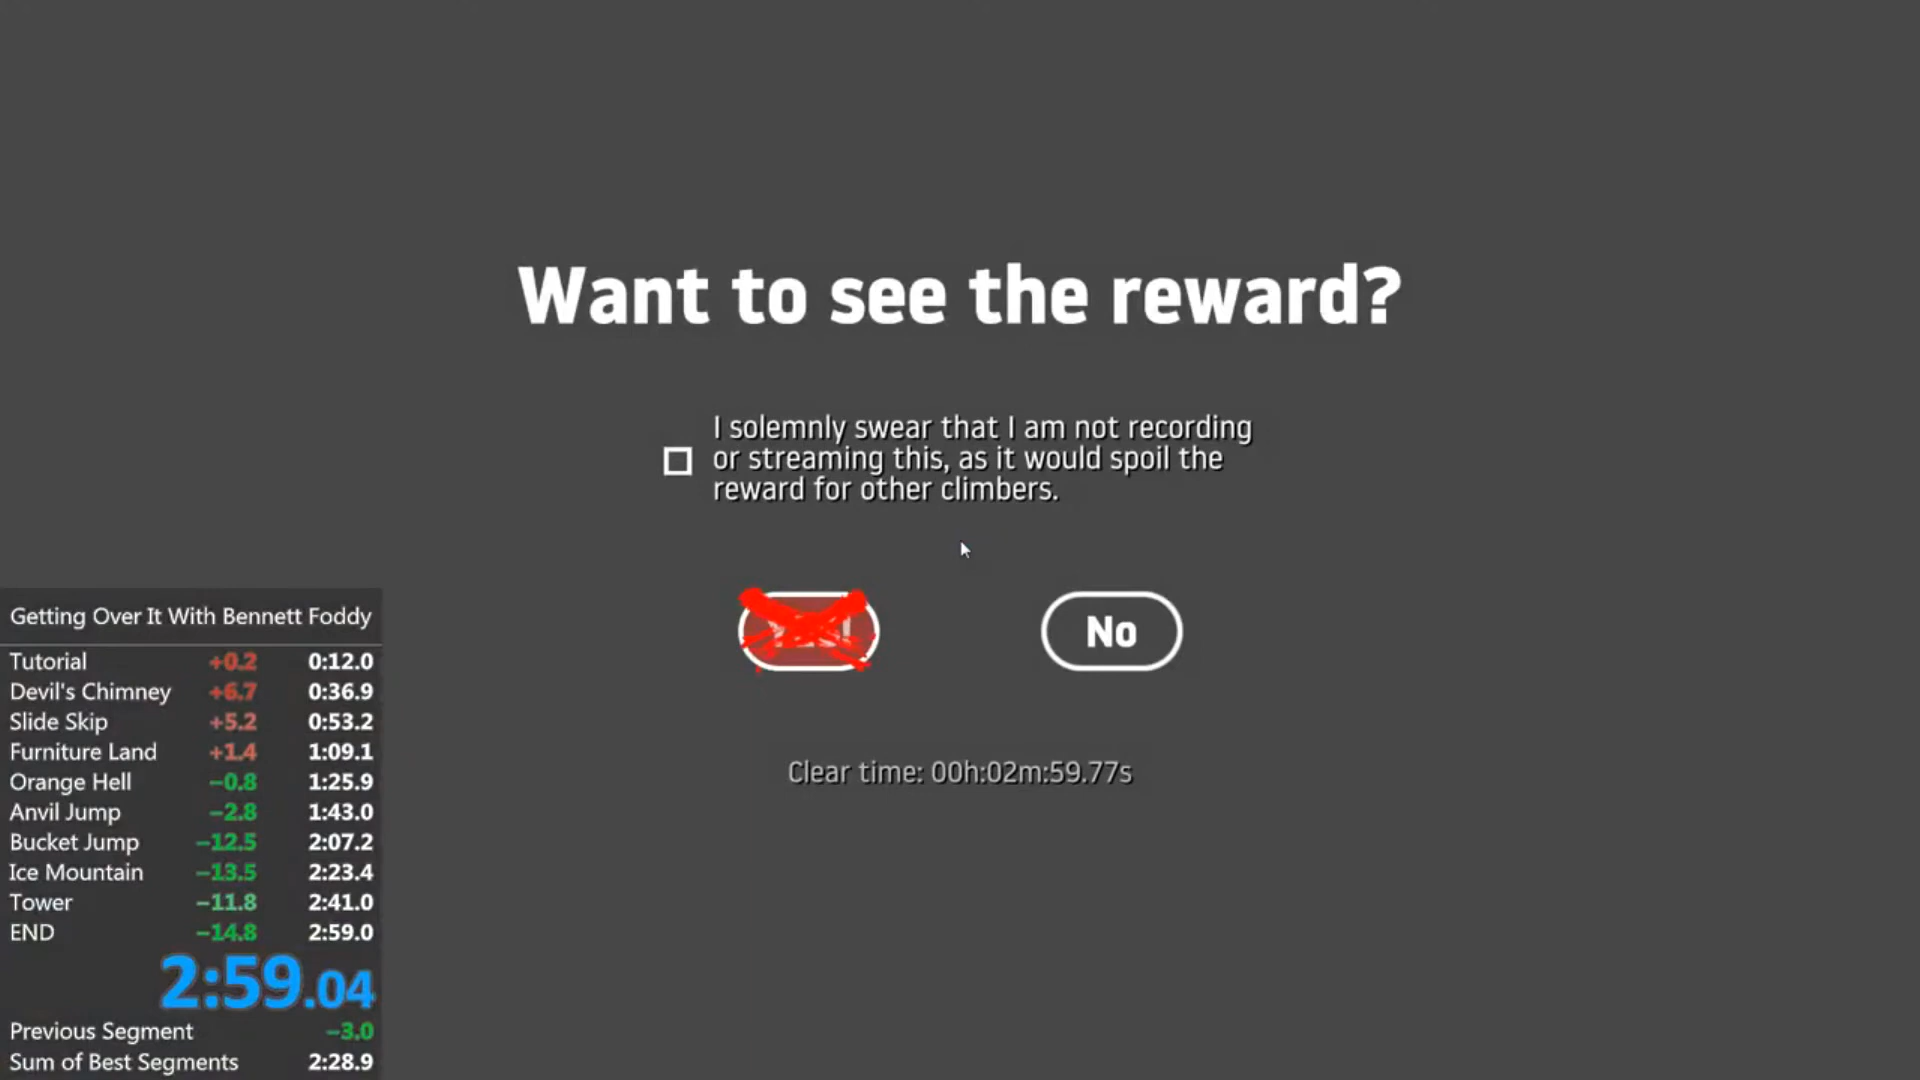 Want to see the reward?
I solemnly swear that I am not recording
or streaming this, as it would spoil the
reward for other climbers.
No
Clear time: 00h:02m:59.77s
Getting Over It With Bennett Foddy
Tutorial +0.2 0:12.0
Devil's Chimney +6.7 0:36.9
Slide Skip +5.2 0:53.2
Furniture Land +1.4 1:09.1
Orange Hell −0.8 1:25.9
Anvil Jump −2.8 1:43.0
Bucket Jump −12.5 2:07.2
Ice Mountain −13.5 2:23.4
Tower −11.8 2:41.0
END −14.8 2:59.0
2:59.04
Previous Segment −3.0
Sum of Best Segments 2:28.9